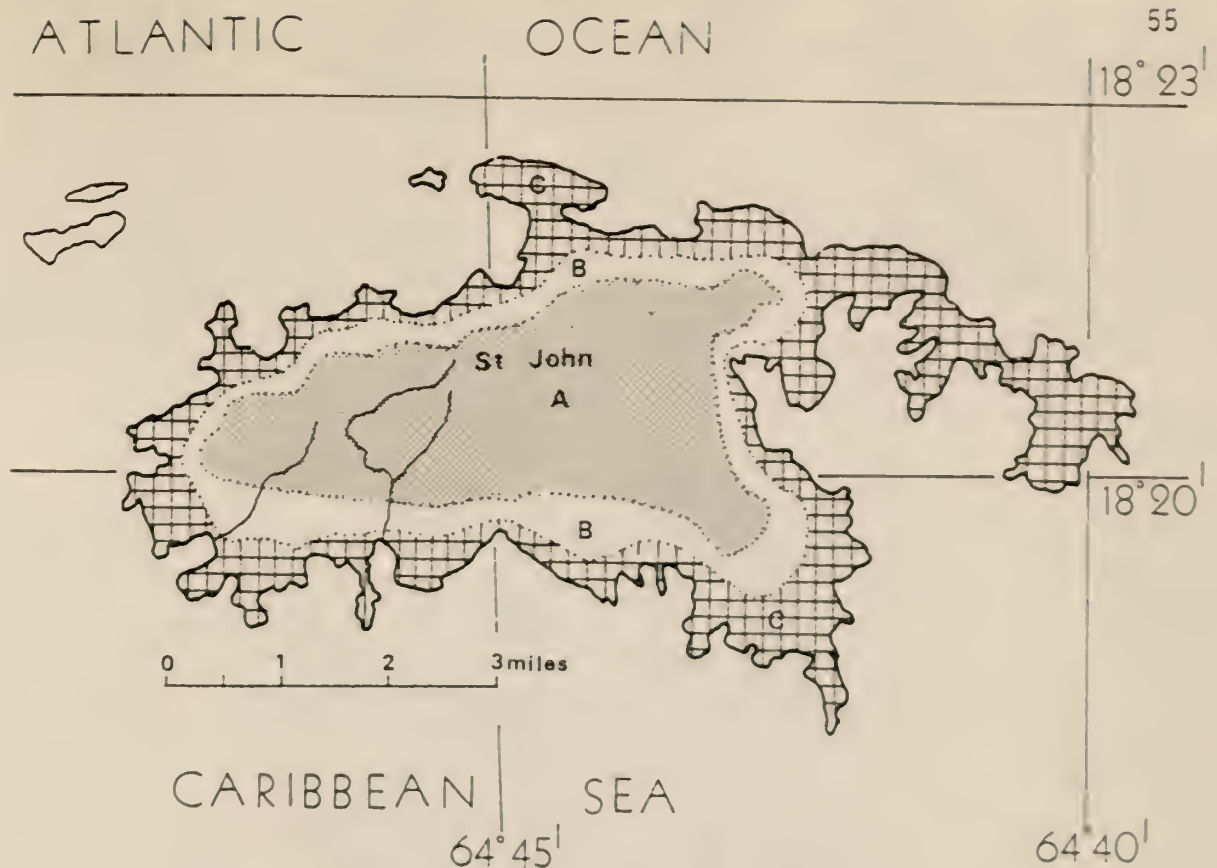 55
ATLANTIC OCEAN
18° 23'
C
B
St John
A
18° 20'
B
C
0 1 2 3 miles
CARIBBEAN SEA
64° 45' 64° 40'